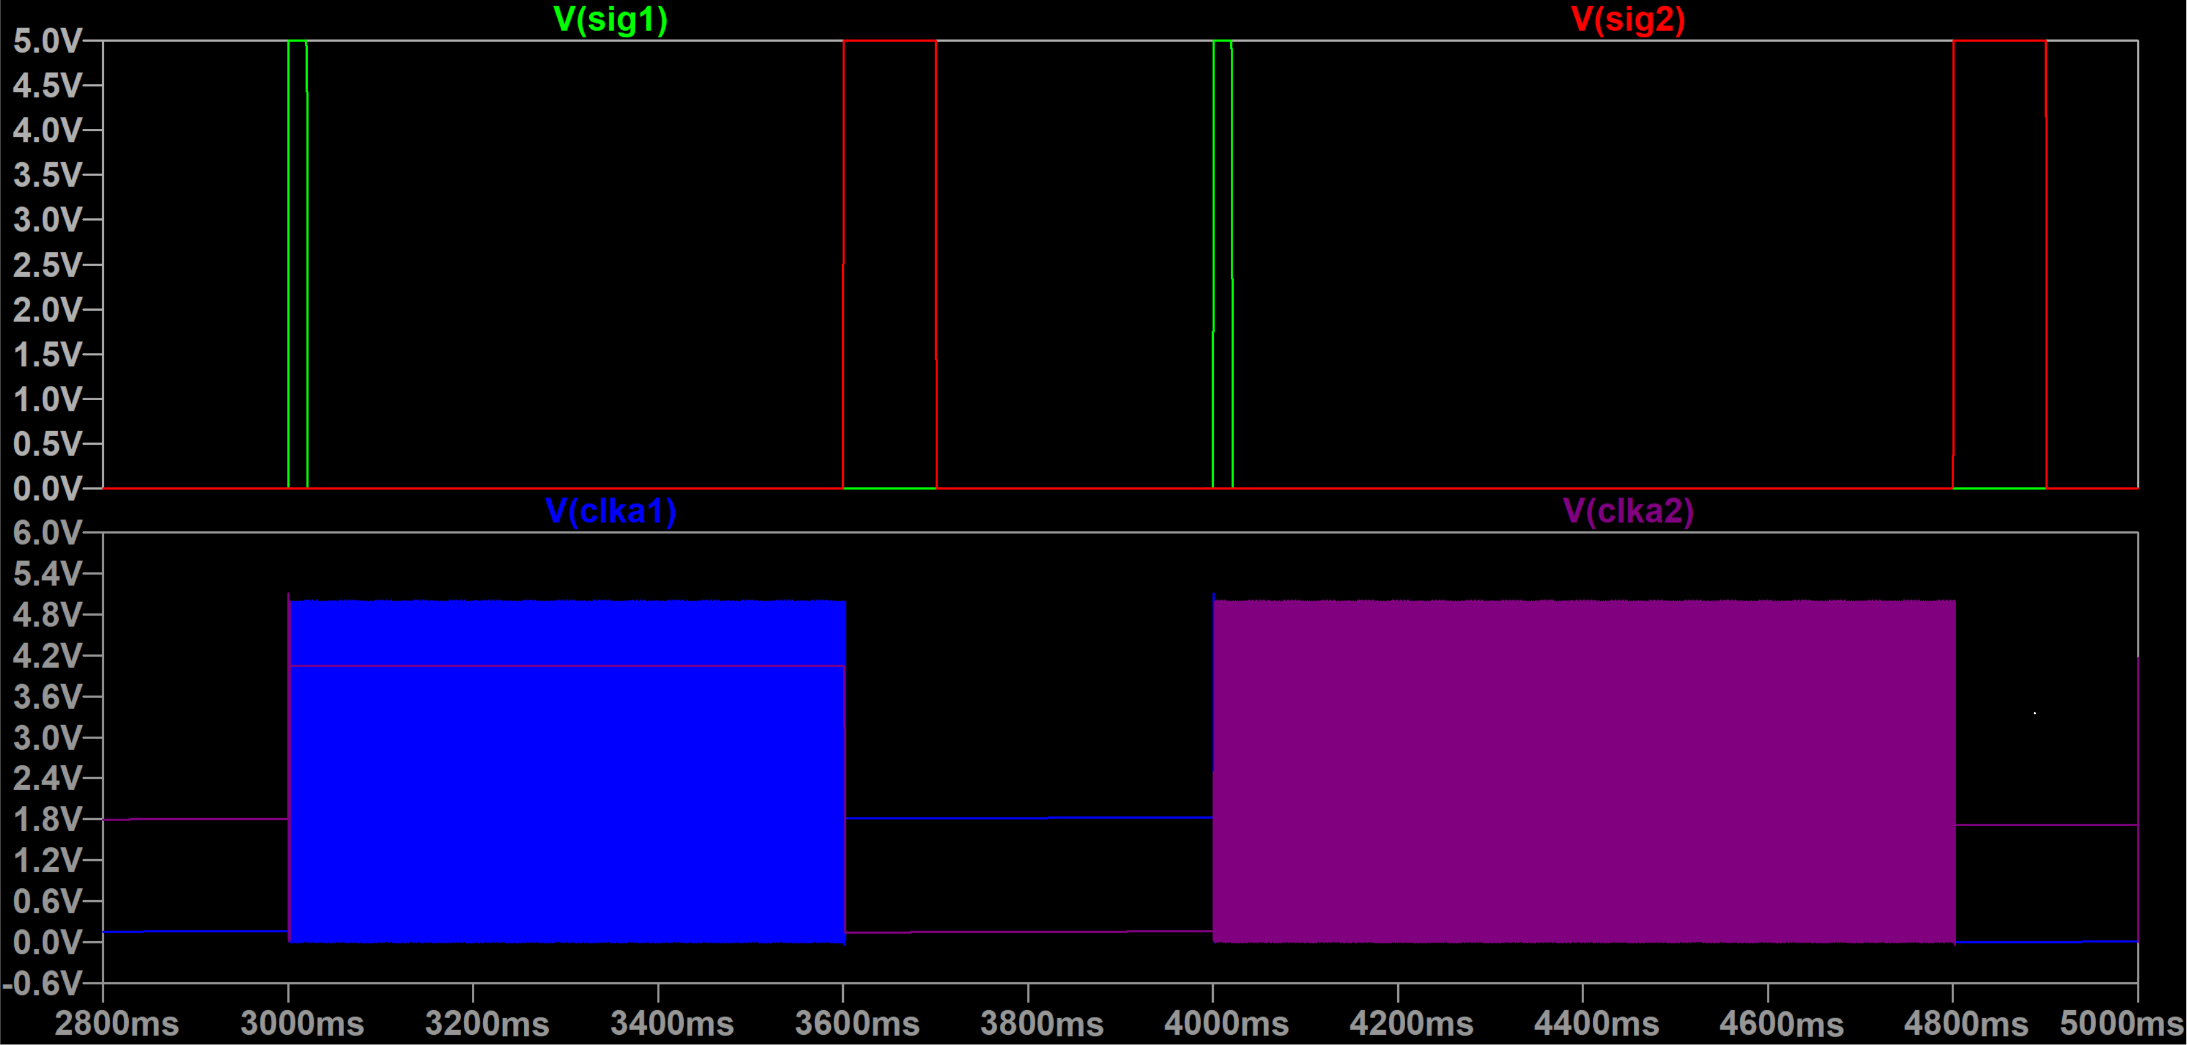 V(sig1) V(sig2)
5.0V
4.5V
4.0V
3.5V
3.0V
2.5V
2.0V
1.5V
1.0V
0.5V
0.0V
V(clka1) V(clka2)
6.0V
5.4V
4.8V
4.2V
3.6V
3.0V
2.4V
1.8V
1.2V
0.6V
0.0V
-0.6V
2800ms 3000ms 3200ms 3400ms 3600ms 3800ms 4000ms 4200ms 4400ms 4600ms 4800ms 5000ms